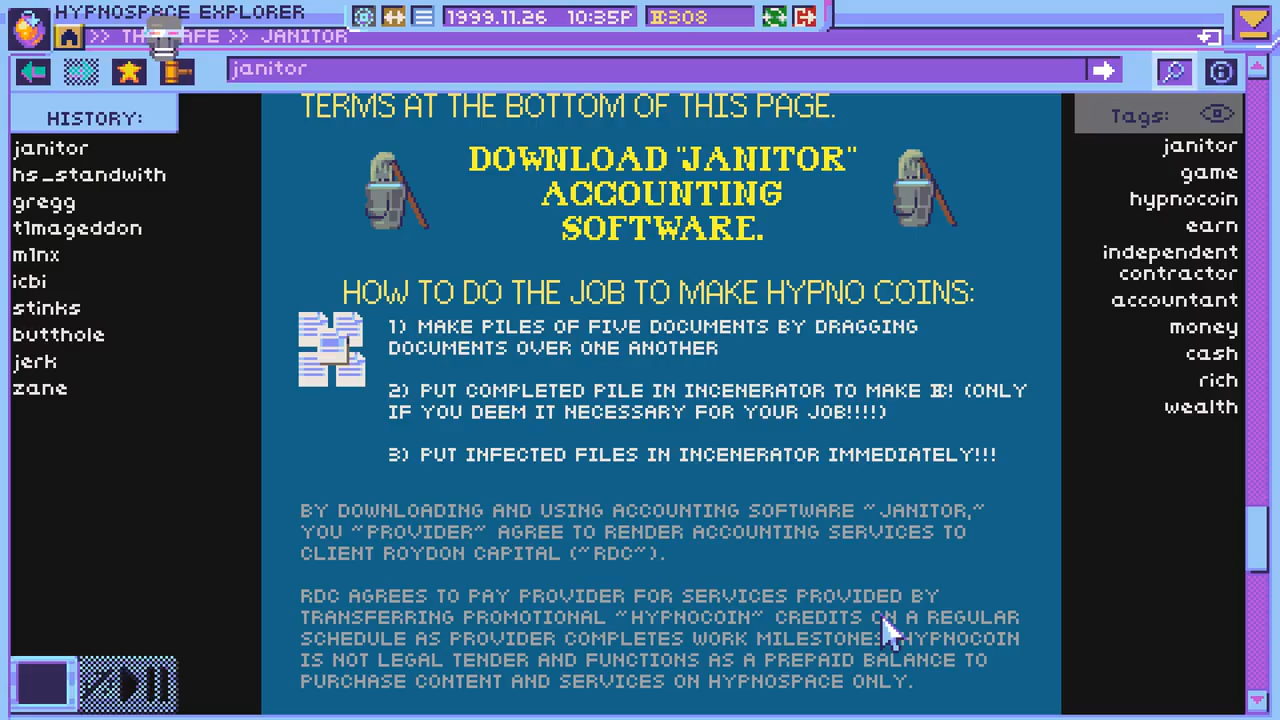 HYPNOSPACE EXPLORER
1999.11.26 10:35P
308
>> TH AFE >> JANITOR
janitor
HISTORY:
janitor
hs_standwith
gregg
t1mageddon
m1nx
icbi
stinks
butthole
jerk
zane
TERMS AT THE BOTTOM OF THIS PAGE.
DOWNLOAD "JANITOR"
ACCOUNTING
SOFTWARE.
HOW TO DO THE JOB TO MAKE HYPNO COINS:
1) MAKE PILES OF FIVE DOCUMENTS BY DRAGGING
DOCUMENTS OVER ONE ANOTHER
2) PUT COMPLETED PILE IN INCENERATOR TO MAKE ! (ONLY
IF YOU DEEM IT NECESSARY FOR YOUR JOB!!!!)
3) PUT INFECTED FILES IN INCENERATOR IMMEDIATELY!!!
BY DOWNLOADING AND USING ACCOUNTING SOFTWARE ~JANITOR,~
YOU ~PROVIDER~ AGREE TO RENDER ACCOUNTING SERVICES TO
CLIENT ROYDON CAPITAL (~RDC~).
RDC AGREES TO PAY PROVIDER FOR SERVICES PROVIDED BY
TRANSFERRING PROMOTIONAL ~HYPNOCOIN~ CREDITS ON A REGULAR
SCHEDULE AS PROVIDER COMPLETES WORK MILESTONES HYPNOCOIN
IS NOT LEGAL TENDER AND FUNCTIONS AS A PREPAID BALANCE TO
PURCHASE CONTENT AND SERVICES ON HYPNOSPACE ONLY.
Tags:
janitor
game
hypnocoin
earn
independent
contractor
accountant
money
cash
rich
wealth